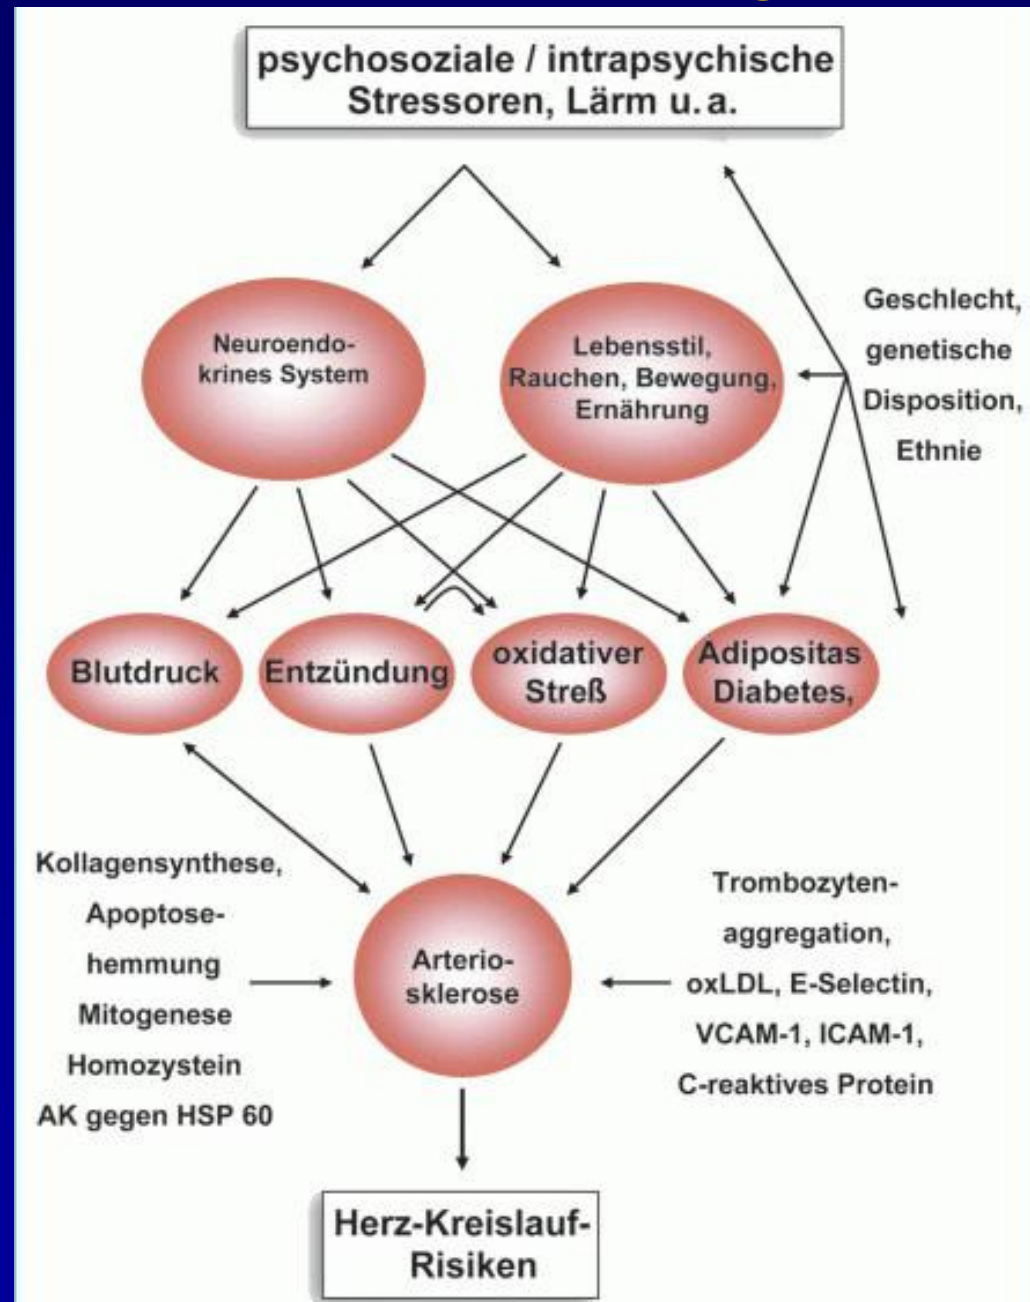 psychosoziale / intrapsychische
Stressoren, Lärm u. a.
Geschlecht,
genetische
Disposition,
Ethnie
Neuroendo-
krines System
Lebensstil,
Rauchen, Bewegung,
Ernährung
Blutdruck
Entzündung
oxidativer
Streß
Adipositas
Diabetes,
Kollagensynthese,
Apoptose-
hemmung
Mitogenese
Homozystein
AK gegen HSP 60
Arterio-
sklerose
Trombozyten-
aggregation,
oxLDL, E-Selectin,
VCAM-1, ICAM-1,
C-reaktives Protein
Herz-Kreislauf-
Risiken